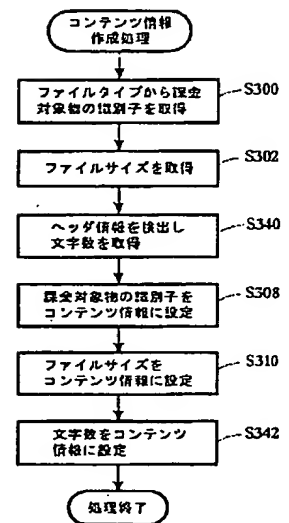 コンテンツ情報
作成処理
ファイルタイプから課金
対象物の識別子を取得
S300
ファイルサイズを取得
S302
ヘッダ情報を検出し
文字数を取得
S340
課金対象物の識別子を
コンテンツ情報に設定
S308
ファイルサイズを
コンテンツ情報に設定
S310
文字数をコンテンツ
情報に設定
S342
処理終了